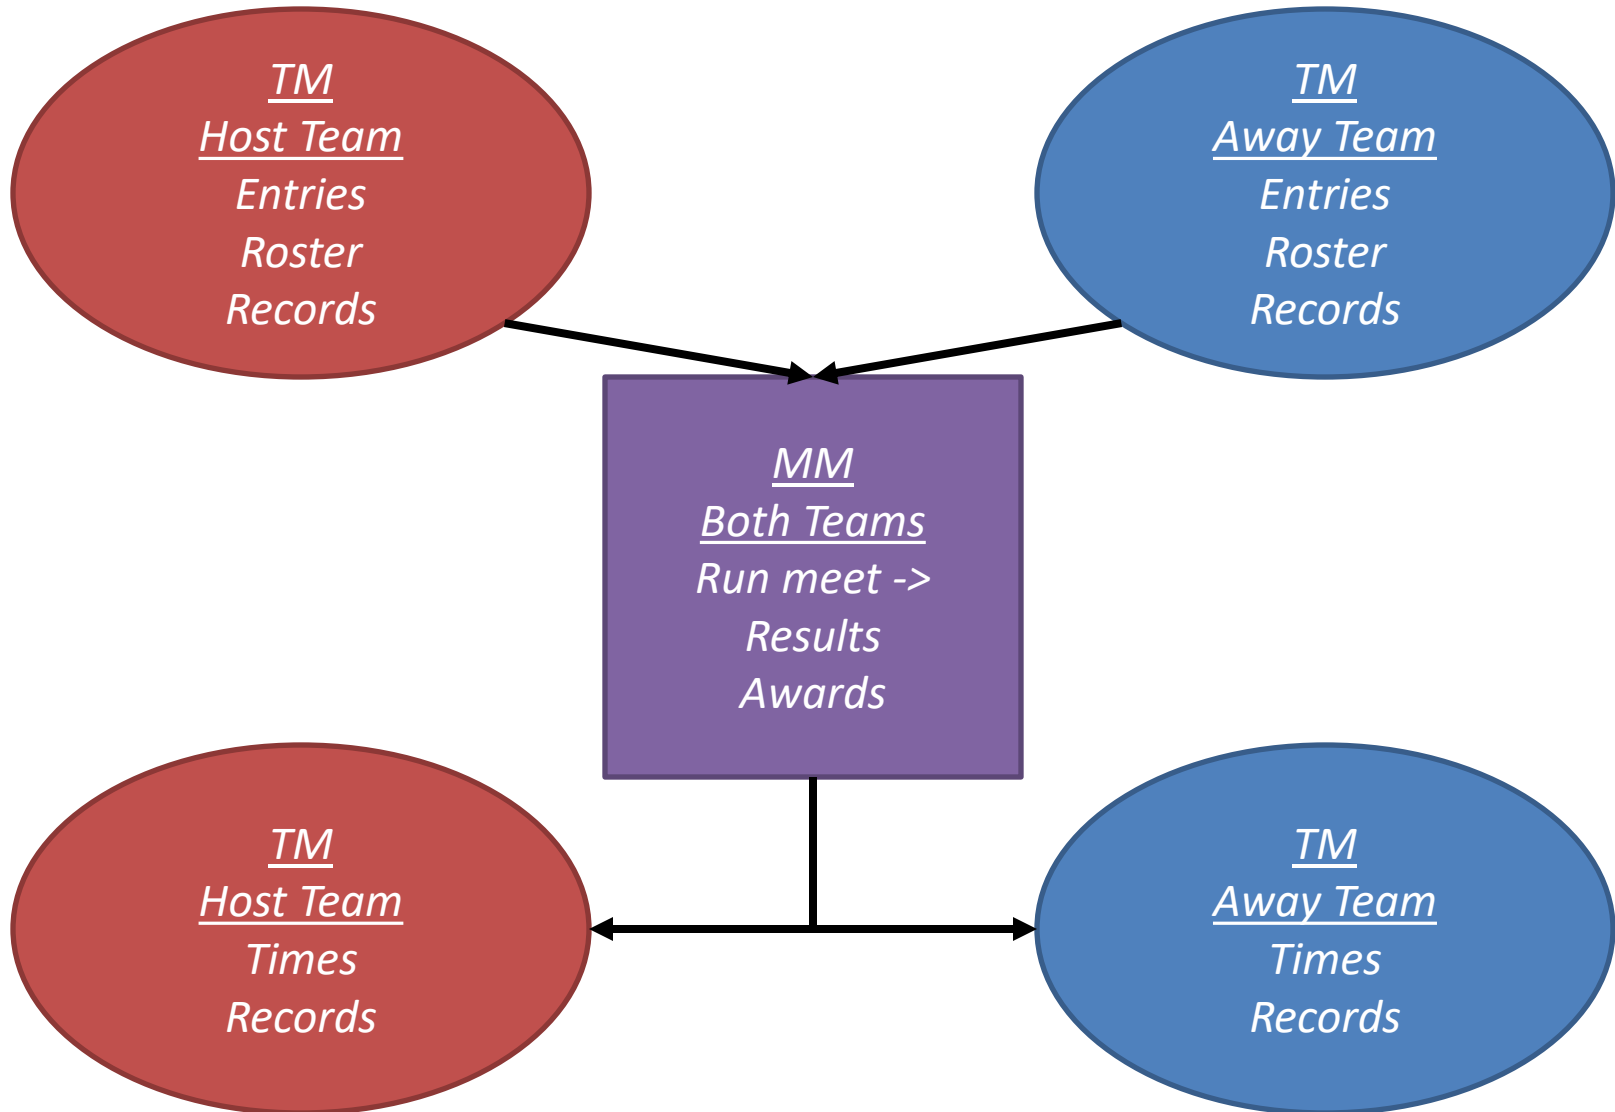 TM
Host Team
Entries
Roster
Records
TM
Away Team
Entries
Roster
Records
MM
Both Teams
Run meet ->
Results
Awards
TM
Host Team
Times
Records
TM
Away Team
Times
Records